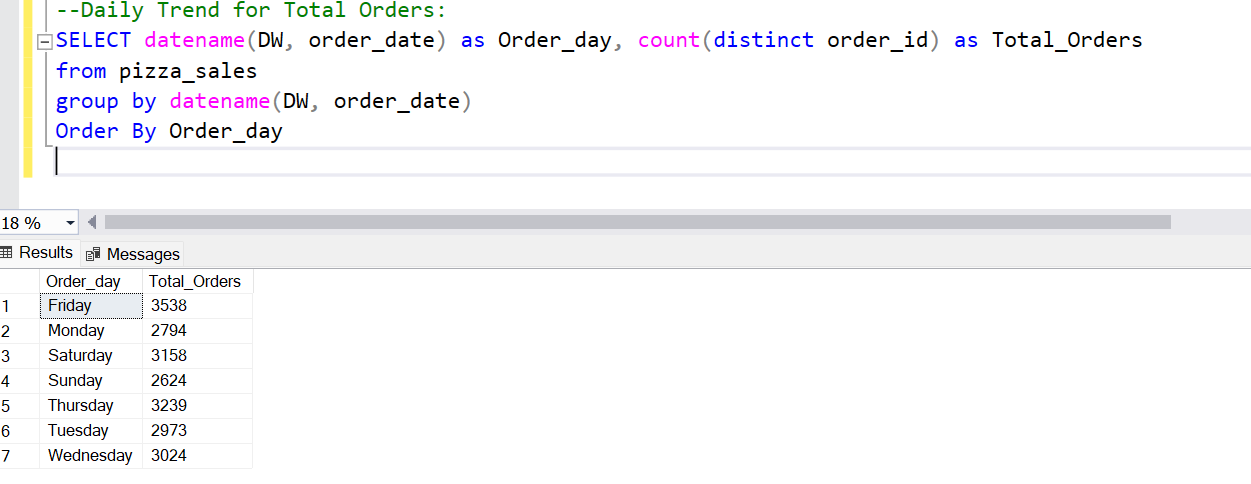 --Daily Trend for Total Orders:
SELECT datename(DW, order_date) as Order_day, count(distinct order_id) as Total_Orders
from pizza_sales
group by datename(DW, order_date)
Order By Order_day
18 %
Results Messages
Order_day Total_Orders
1 Friday 3538
2 Monday 2794
3 Saturday 3158
4 Sunday 2624
5 Thursday 3239
6 Tuesday 2973
7 Wednesday 3024